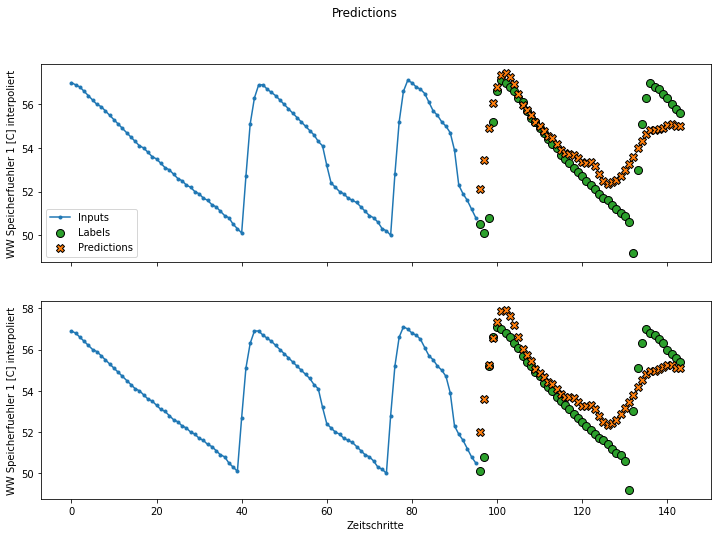 Predictions
WW Speicherfuehler 1 [C] interpoliert
56
54
52
50
Inputs
Labels
Predictions
WW Speicherfuehler 1 [C] interpoliert
58
56
54
52
50
0
20
40
60
80
100
120
140
Zeitschritte